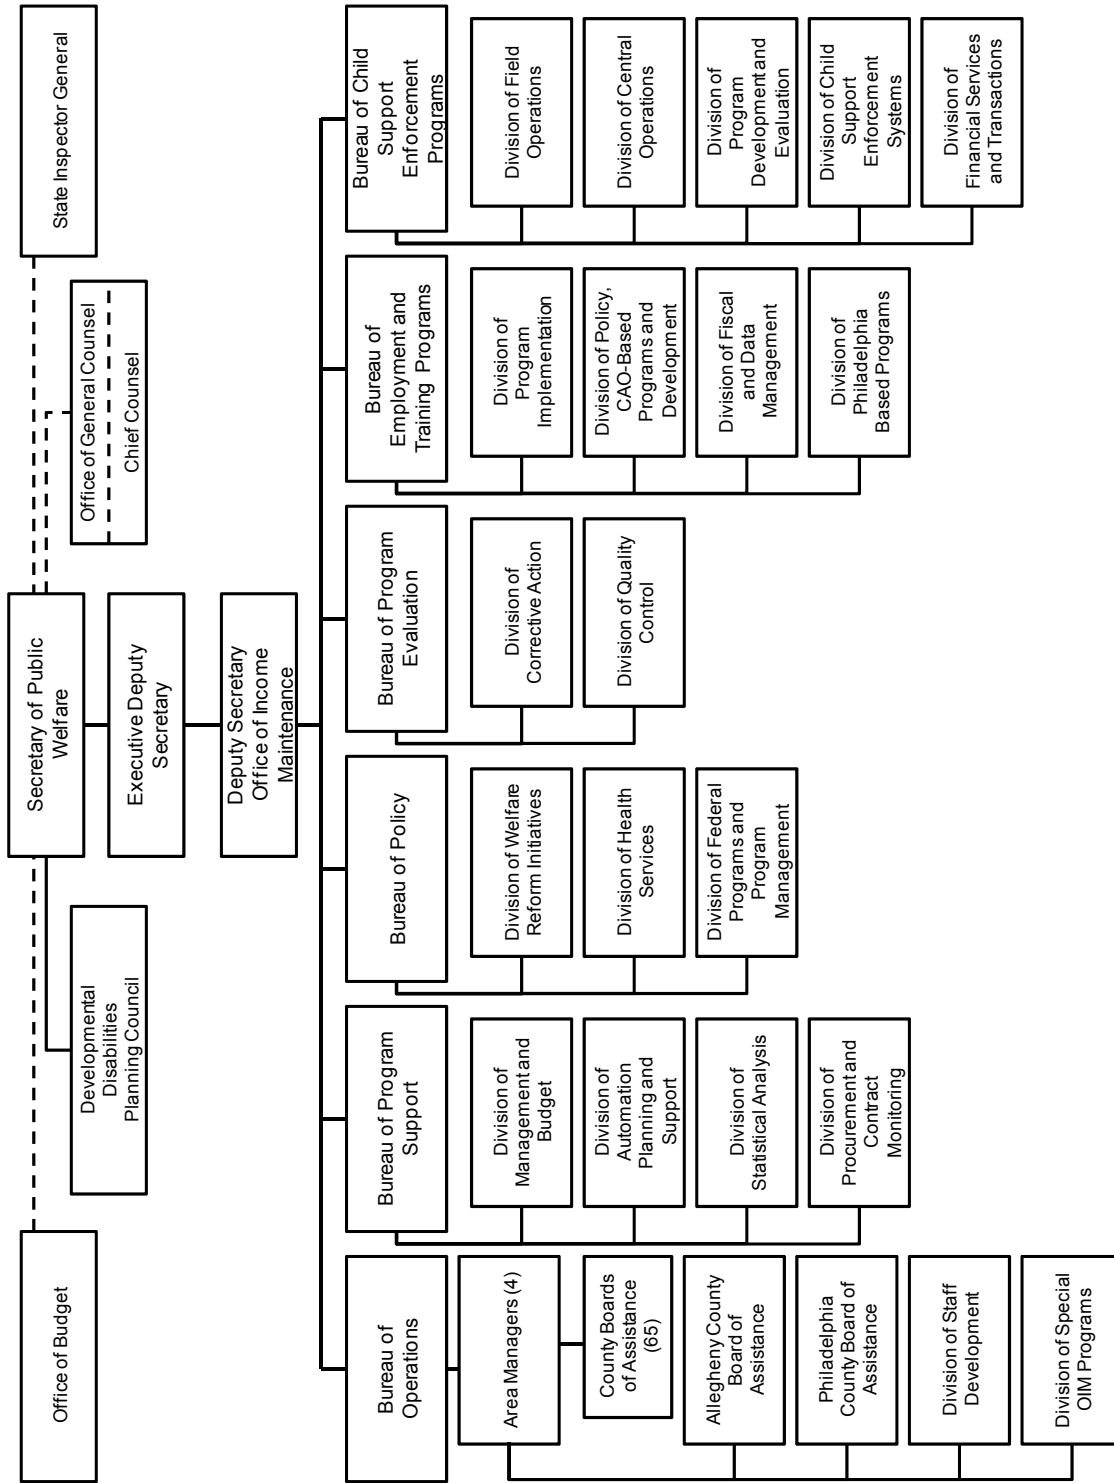 Office of Budget
Secretary of Public
Welfare
State Inspector General
Developmental
Disabilities
Planning Council
Office of General Counsel
Chief Counsel
Executive Deputy
Secretary
Deputy Secretary
Office of Income
Maintenance
Bureau of
Operations
Area Managers (4)
County Boards
of Assistance
(65)
Allegheny County
Board of
Assistance
Philadelphia
County Board of
Assistance
Division of Staff
Development
Division of Special
OIM Programs
Bureau of Program
Support
Division of
Management and
Budget
Division of
Automation
Planning and
Support
Division of
Statistical Analysis
Division of
Procurement and
Contract
Monitoring
Bureau of Policy
Division of Welfare
Reform Initiatives
Division of Health
Services
Division of Federal
Programs and
Program
Management
Bureau of Program
Evaluation
Division of
Corrective Action
Division of Quality
Control
Bureau of
Employment and
Training Programs
Division of
Program
Implementation
Division of Policy,
CAO-Based
Programs and
Development
Division of Fiscal
and Data
Management
Division of
Philadelphia
Based Programs
Bureau of Child
Support
Enforcement
Programs
Division of Field
Operations
Division of Central
Operations
Division of
Program
Development and
Evaluation
Division of Child
Support
Enforcement
Systems
Division of
Financial Services
and Transactions